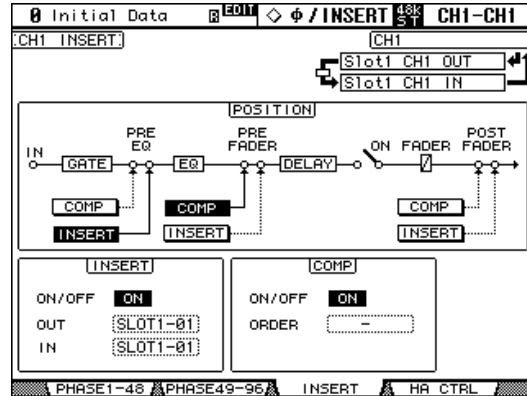 0 Initial Data R EDIT ◇ Φ/INSERT 48K ST CH1-CH1
CH1 INSERT
CH1
Slot1 CH1 OUT
Slot1 CH1 IN
POSITION
IN
GATE
PRE EQ
EQ
PRE FADER
DELAY
ON
FADER
POST FADER
COMP
COMP
COMP
INSERT
INSERT
INSERT
INSERT
ON/OFF ON
OUT SLOT1-01
IN SLOT1-01
COMP
ON/OFF ON
ORDER -
PHASE1-48 PHASE49-96 INSERT HA CTRL